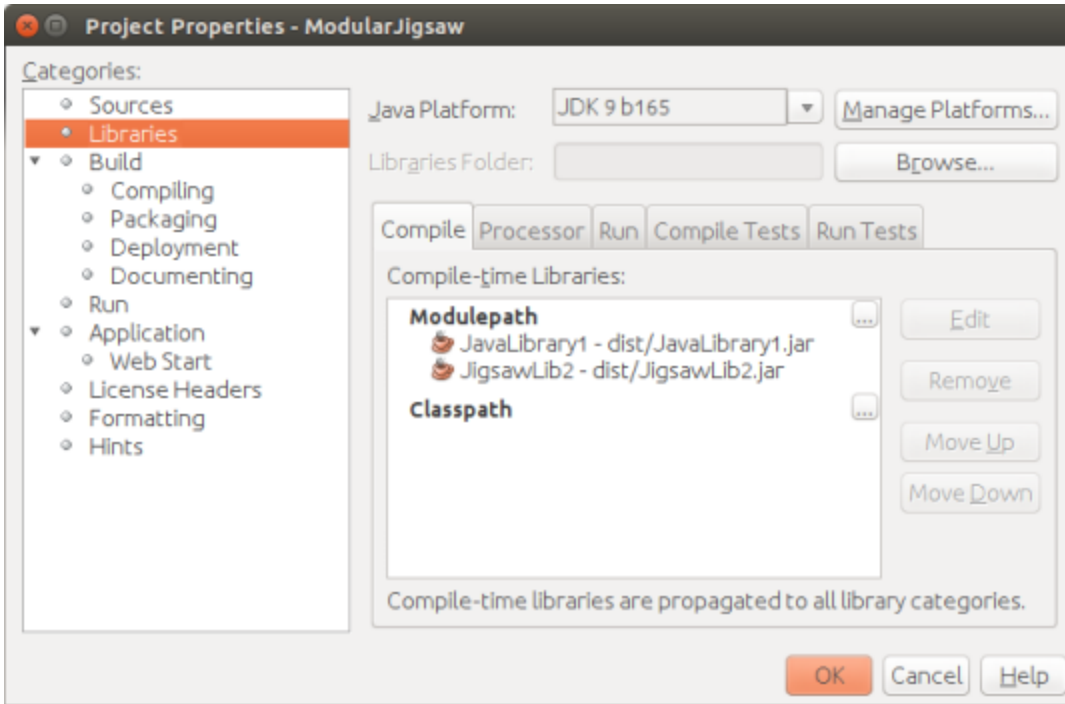 Project Properties - ModularJigsaw
Categories:
Sources
Libraries
Build
Compiling
Packaging
Deployment
Documenting
Run
Application
Web Start
License Headers
Formatting
Hints
Java Platform: JDK 9 b165 Manage Platforms...
Libraries Folder: Browse...
Compile Processor Run Compile Tests Run Tests
Compile-time Libraries:
Modulepath ...
JavaLibrary1 - dist/JavaLibrary1.jar
JigsawLib2 - dist/JigsawLib2.jar
Classpath ...
Edit
Remove
Move Up
Move Down
Compile-time libraries are propagated to all library categories.
OK Cancel Help